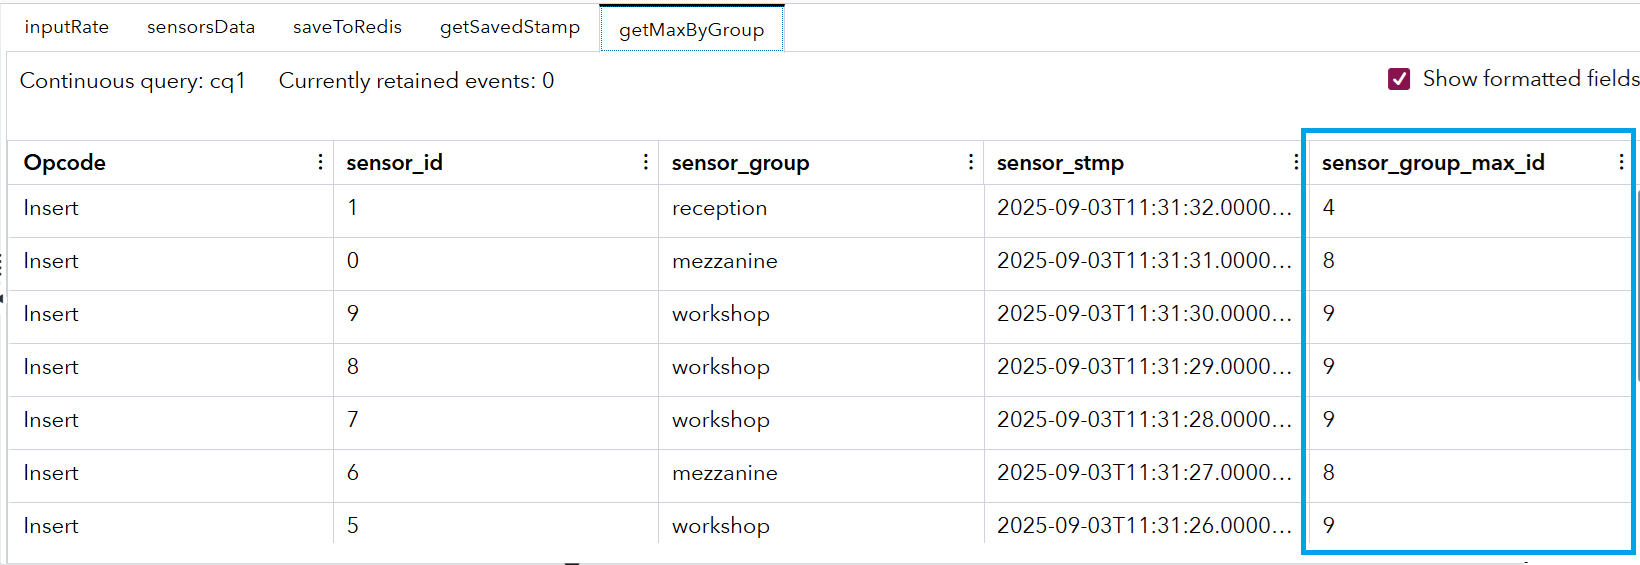 inputRate sensorsData saveToRedis getSavedStamp getMaxByGroup
Continuous query: cq1 Currently retained events: 0 Show formatted fields
Opcode sensor_id sensor_group sensor_stmp sensor_group_max_id
Insert 1 reception 2025-09-03T11:31:32.0000... 4
Insert 0 mezzanine 2025-09-03T11:31:31.0000... 8
Insert 9 workshop 2025-09-03T11:31:30.0000... 9
Insert 8 workshop 2025-09-03T11:31:29.0000... 9
Insert 7 workshop 2025-09-03T11:31:28.0000... 9
Insert 6 mezzanine 2025-09-03T11:31:27.0000... 8
Insert 5 workshop 2025-09-03T11:31:26.0000... 9